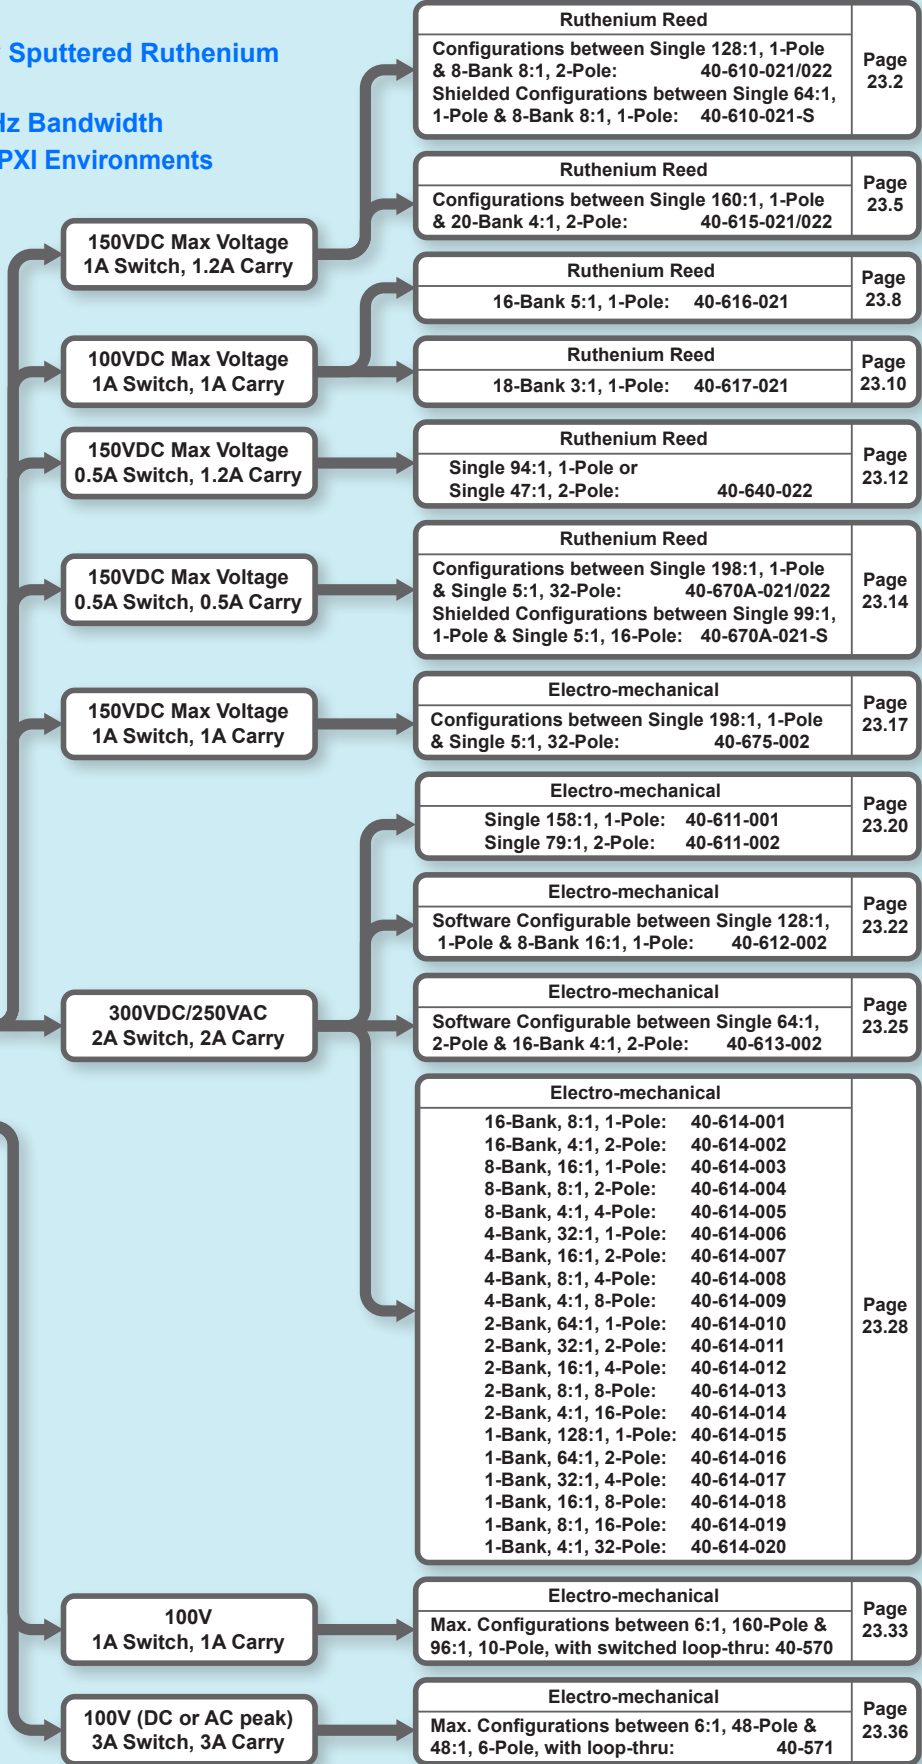 Sputtered Ruthenium
Hz Bandwidth
PXI Environments
150VDC Max Voltage
1A Switch, 1.2A Carry
Ruthenium Reed
Configurations between Single 128:1, 1-Pole
& 8-Bank 8:1, 2-Pole: 40-610-021/022
Shielded Configurations between Single 64:1,
1-Pole & 8-Bank 8:1, 1-Pole: 40-610-021-S
Page
23.2
Ruthenium Reed
Configurations between Single 160:1, 1-Pole
& 20-Bank 4:1, 2-Pole: 40-615-021/022
Page
23.5
100VDC Max Voltage
1A Switch, 1A Carry
Ruthenium Reed
16-Bank 5:1, 1-Pole: 40-616-021
Page
23.8
Ruthenium Reed
18-Bank 3:1, 1-Pole: 40-617-021
Page
23.10
150VDC Max Voltage
0.5A Switch, 1.2A Carry
Ruthenium Reed
Single 94:1, 1-Pole or
Single 47:1, 2-Pole: 40-640-022
Page
23.12
150VDC Max Voltage
0.5A Switch, 0.5A Carry
Ruthenium Reed
Configurations between Single 198:1, 1-Pole
& Single 5:1, 32-Pole: 40-670A-021/022
Shielded Configurations between Single 99:1,
1-Pole & Single 5:1, 16-Pole: 40-670A-021-S
Page
23.14
150VDC Max Voltage
1A Switch, 1A Carry
Electro-mechanical
Configurations between Single 198:1, 1-Pole
& Single 5:1, 32-Pole: 40-675-002
Page
23.17
300VDC/250VAC
2A Switch, 2A Carry
Electro-mechanical
Single 158:1, 1-Pole: 40-611-001
Single 79:1, 2-Pole: 40-611-002
Page
23.20
Electro-mechanical
Software Configurable between Single 128:1,
1-Pole & 8-Bank 16:1, 1-Pole: 40-612-002
Page
23.22
Electro-mechanical
Software Configurable between Single 64:1,
2-Pole & 16-Bank 4:1, 2-Pole: 40-613-002
Page
23.25
Electro-mechanical
16-Bank, 8:1, 1-Pole: 40-614-001
16-Bank, 4:1, 2-Pole: 40-614-002
8-Bank, 16:1, 1-Pole: 40-614-003
8-Bank, 8:1, 2-Pole: 40-614-004
8-Bank, 4:1, 4-Pole: 40-614-005
4-Bank, 32:1, 1-Pole: 40-614-006
4-Bank, 16:1, 2-Pole: 40-614-007
4-Bank, 8:1, 4-Pole: 40-614-008
4-Bank, 4:1, 8-Pole: 40-614-009
2-Bank, 64:1, 1-Pole: 40-614-010
2-Bank, 32:1, 2-Pole: 40-614-011
2-Bank, 16:1, 4-Pole: 40-614-012
2-Bank, 8:1, 8-Pole: 40-614-013
2-Bank, 4:1, 16-Pole: 40-614-014
1-Bank, 128:1, 1-Pole: 40-614-015
1-Bank, 64:1, 2-Pole: 40-614-016
1-Bank, 32:1, 4-Pole: 40-614-017
1-Bank, 16:1, 8-Pole: 40-614-018
1-Bank, 8:1, 16-Pole: 40-614-019
1-Bank, 4:1, 32-Pole: 40-614-020
Page
23.28
100V
1A Switch, 1A Carry
Electro-mechanical
Max. Configurations between 6:1, 160-Pole &
96:1, 10-Pole, with switched loop-thru: 40-570
Page
23.33
100V (DC or AC peak)
3A Switch, 3A Carry
Electro-mechanical
Max. Configurations between 6:1, 48-Pole &
48:1, 6-Pole, with loop-thru: 40-571
Page
23.36